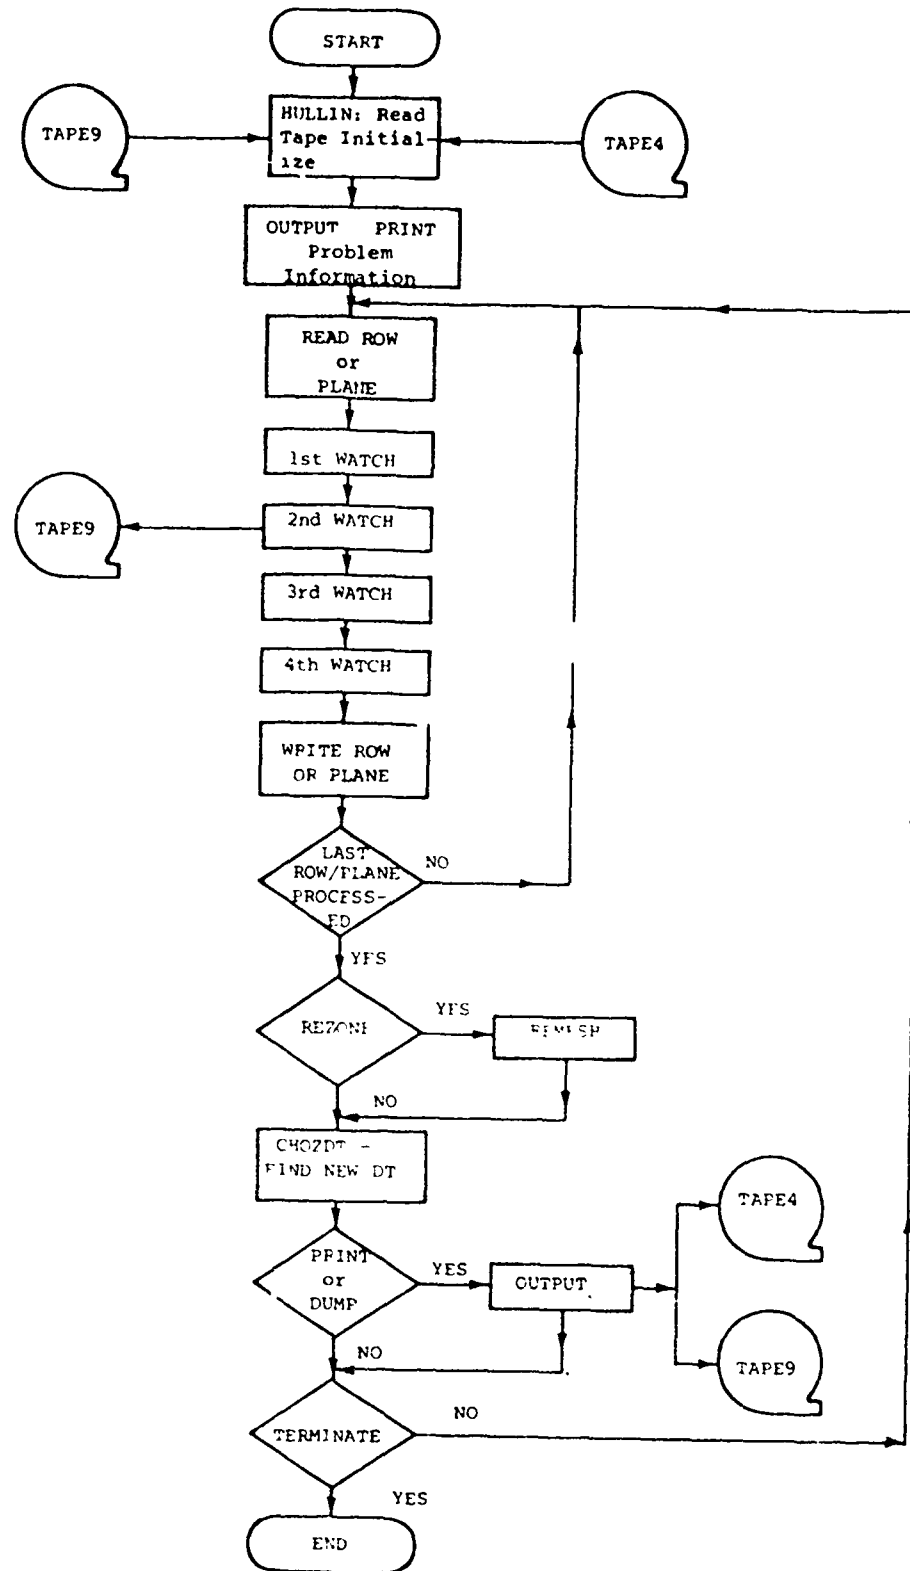 START
TAPE9
HULLIN: Read
Tape Initial-
ize
TAPE4
OUTPUT PRINT
Problem
Information
READ ROW
or
PLANE
1st WATCH
TAPE9
2nd WATCH
3rd WATCH
4th WATCH
WRITE ROW
OR PLANE
LAST
ROW/PLANE
PROCESS-
ED
NO
YES
REZONE
YES
REMESH
NO
CHOZDT -
FIND NEW DT
PRINT
or
DUMP
YES
OUTPUT
TAPE4
TAPE9
NO
TERMINATE
NO
YES
END